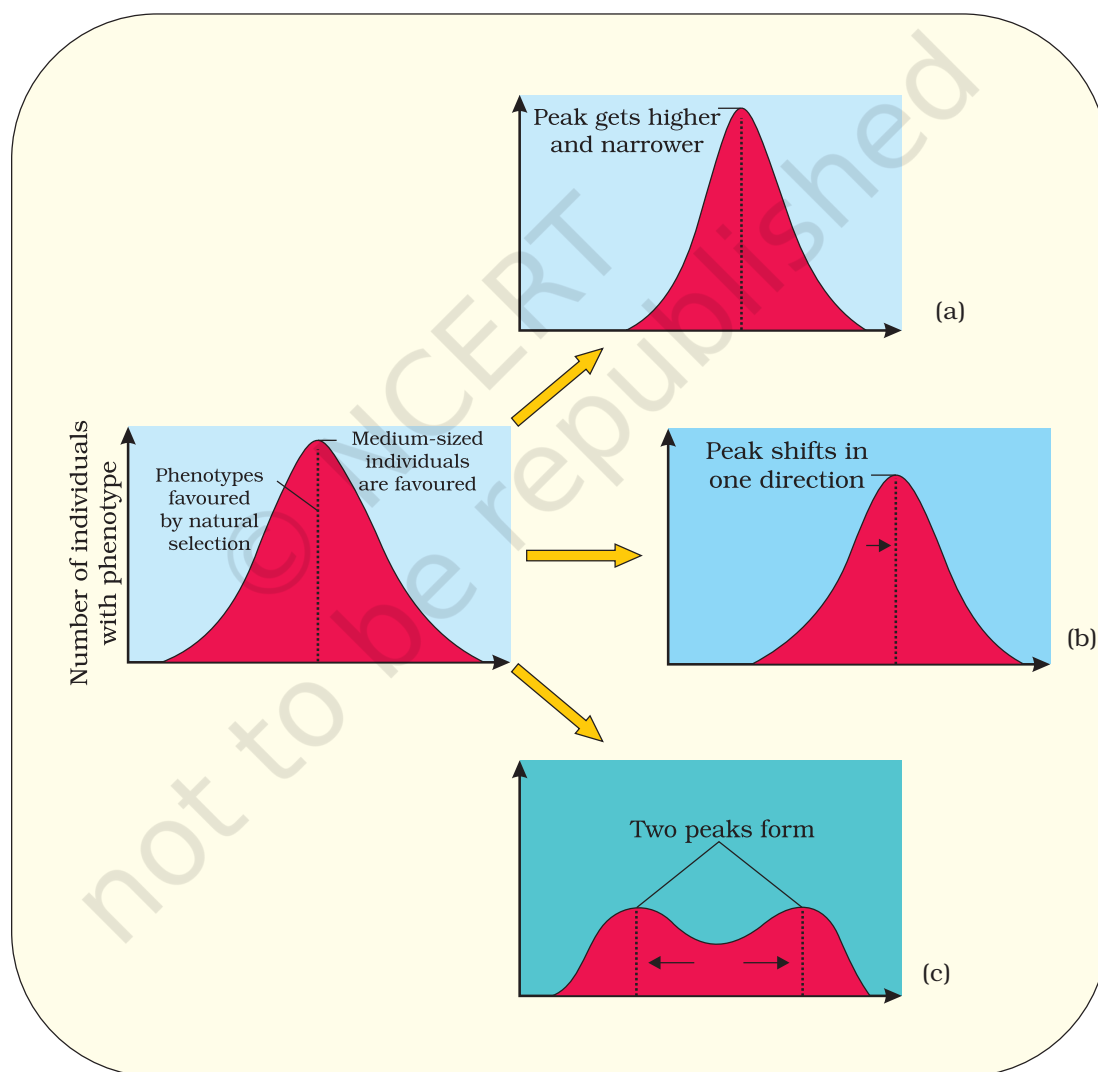 Peak gets higher
and narrower
(a)
Number of individuals
with phenotype
Phenotypes
favoured
by natural
selection
Medium-sized
individuals
are favoured
Peak shifts in
one direction
(b)
Two peaks form
(c)
© NCERT
not to be republished